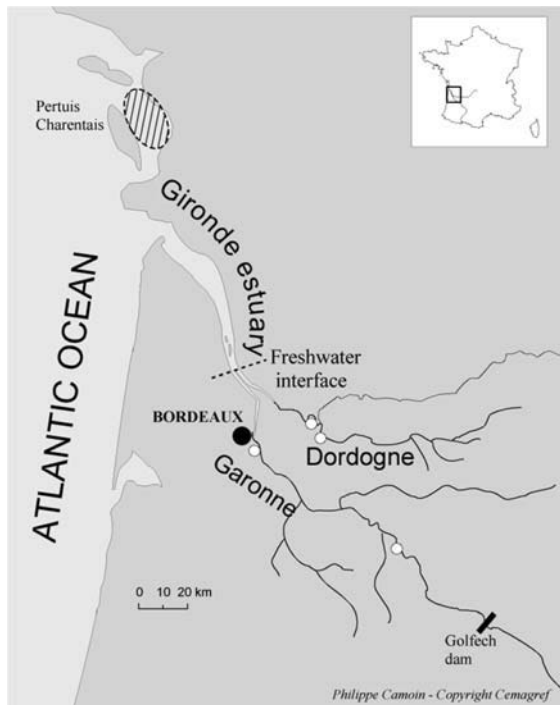 Pertuis
Charentais
Gironde estuary
ATLANTIC OCEAN
Freshwater
interface
BORDEAUX
Dordogne
Garonne
0 10 20 km
Golfech
dam
Philippe Camoin - Copyright Cemagref